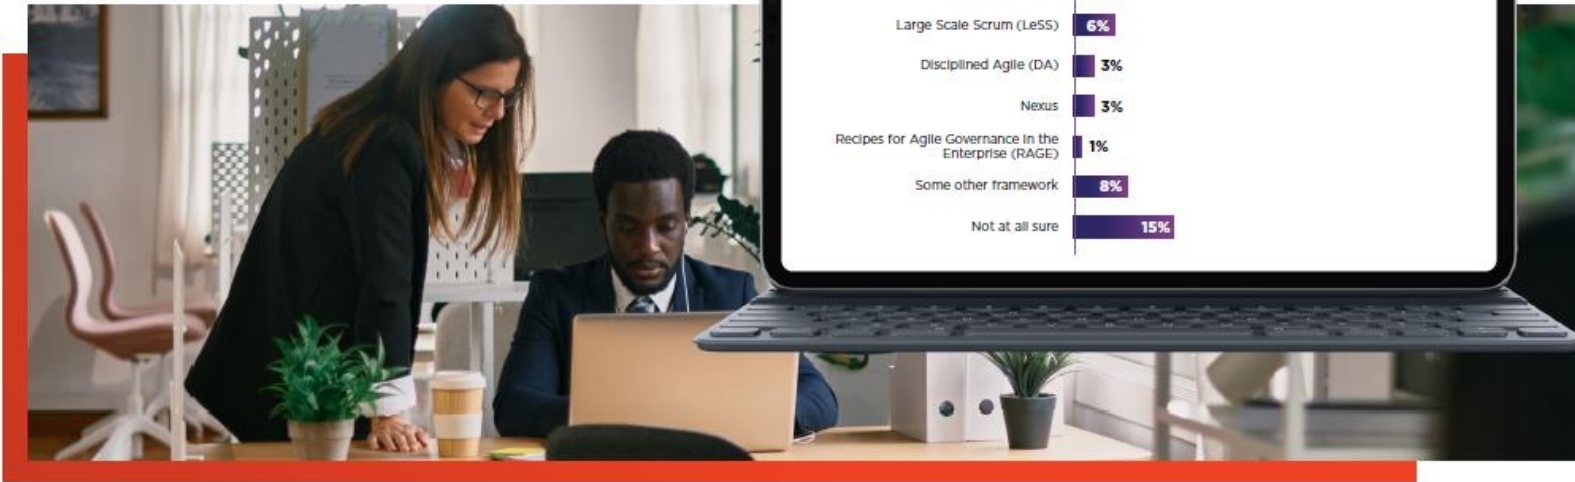 Large Scale Scrum (LeSS) 6%
Disciplined Agile (DA) 3%
Nexus 3%
Recipes for Agile Governance in the
Enterprise (RAGE) 1%
Some other framework 8%
Not at all sure 15%